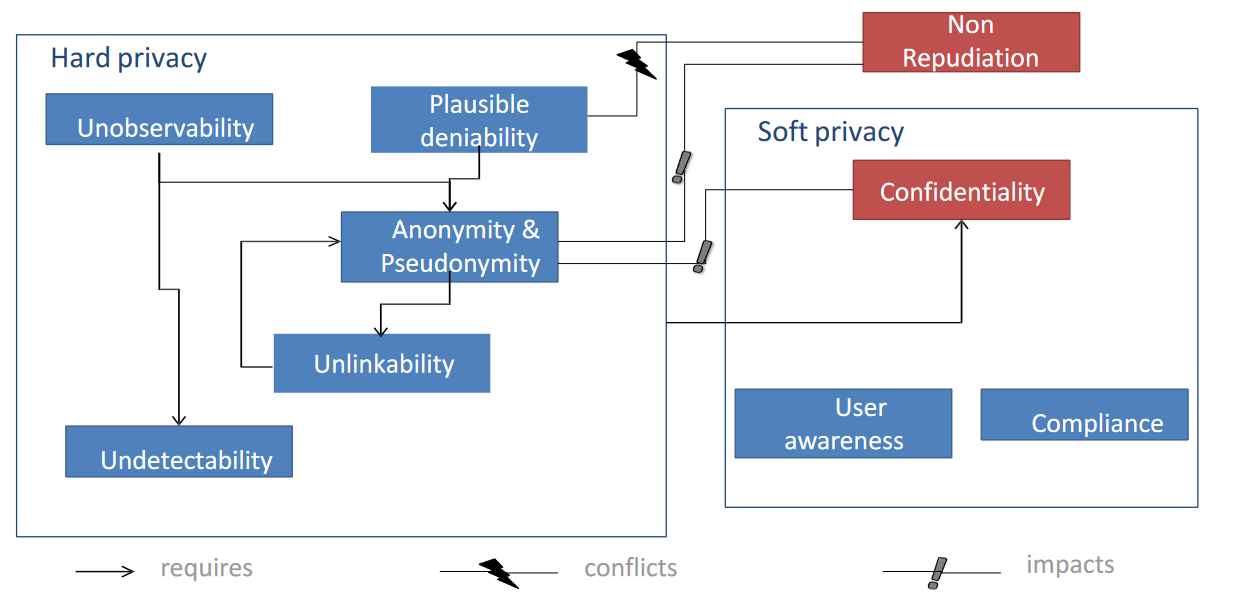 Non
Repudiation
Hard privacy
Unobservability
Plausible
deniability
Soft privacy
Confidentiality
Anonymity &
Pseudonymity
Unlinkability
User
awareness
Compliance
Undetectability
requires
conflicts
impacts